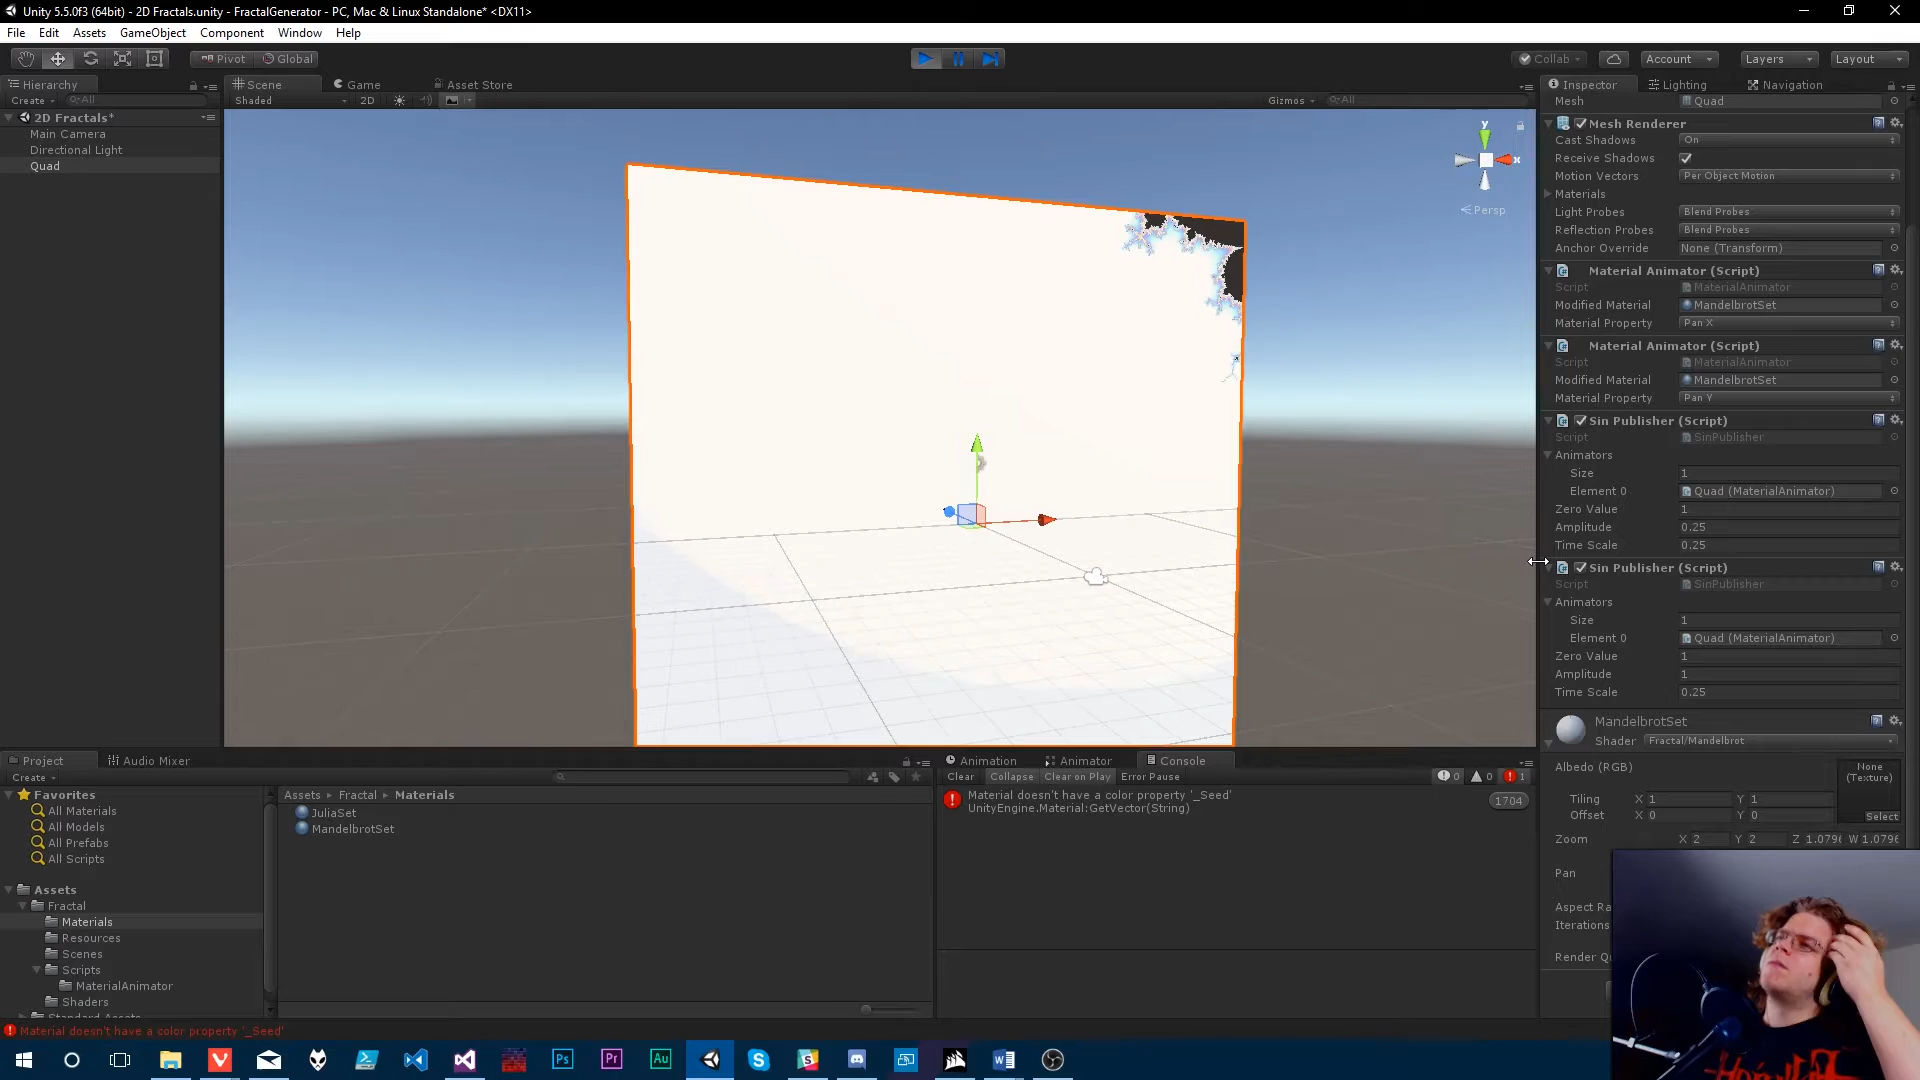 Unity 5.5.0f3 (64bit) - 2D Fractals.unity - FractalGenerator - PC, Mac & Linux Standalone* <DX11>
File Edit Assets GameObject Component Window Help
Pivot Global Collab Account Layers Layout
Hierarchy Scene Game Asset Store Inspector Lighting Navigation
Create All Shaded 2D Gizmos All
Mesh Quad
2D Fractals*
Main Camera
Directional Light
Quad
y
x
Persp
Mesh Renderer
Cast Shadows On
Receive Shadows
Motion Vectors Per Object Motion
Materials
Light Probes Blend Probes
Reflection Probes Blend Probes
Anchor Override None (Transform)
Material Animator (Script)
Script MaterialAnimator
Modified Material MandelbrotSet
Material Property Pan X
Material Animator (Script)
Script MaterialAnimator
Modified Material MandelbrotSet
Material Property Pan Y
Sin Publisher (Script)
Script SinPublisher
Animators
Size 1
Element 0 Quad (MaterialAnimator)
Zero Value 1
Amplitude 0.25
Time Scale 0.25
Sin Publisher (Script)
Script SinPublisher
Animators
Size 1
Element 0 Quad (MaterialAnimator)
Zero Value 1
Amplitude 1
Time Scale 0.25
MandelbrotSet
Shader Fractal/Mandelbrot
Albedo (RGB) None (Texture)
Tiling X 1 Y 1
Offset X 0 Y 0 Select
Zoom X 2 Y 2 Z 1.079 W 1.079
Pan
Aspect Ra
Iterations
Render Qu
Project Audio Mixer
Create
Favorites
All Materials
All Models
All Prefabs
All Scripts
Assets
Fractal
Materials
Resources
Scenes
Scripts
MaterialAnimator
Shaders
Assets Fractal Materials
JuliaSet
MandelbrotSet
Animation Animator Console
Clear Collapse Clear on Play Error Pause 0 0 1
Material doesn't have a color property '_Seed'
UnityEngine.Material:GetVector(String)
1704
Material doesn't have a color property '_Seed'
Ps Pr Au